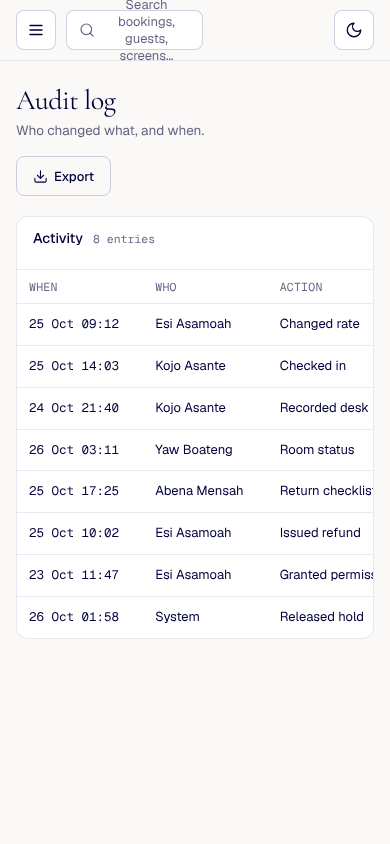 Search
bookings,
guests,
screens…
Audit log
Who changed what, and when.
Export
Activity 8 entries
WHEN WHO ACTION
25 Oct 09:12 Esi Asamoah Changed rate
25 Oct 14:03 Kojo Asante Checked in
24 Oct 21:40 Kojo Asante Recorded desk
26 Oct 03:11 Yaw Boateng Room status
25 Oct 17:25 Abena Mensah Return checklist
25 Oct 10:02 Esi Asamoah Issued refund
23 Oct 11:47 Esi Asamoah Granted permiss
26 Oct 01:58 System Released hold